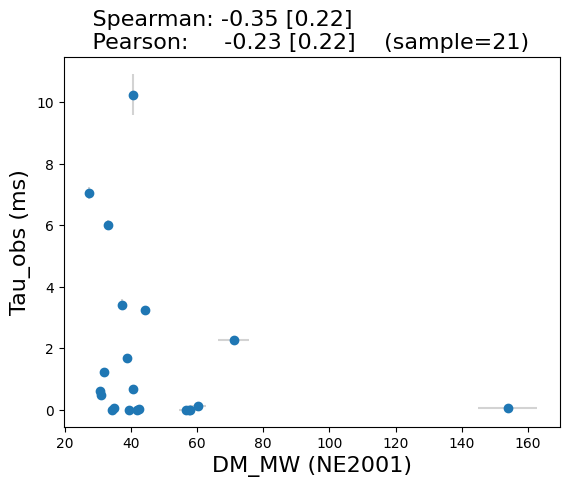 Spearman: -0.35 [0.22]
Pearson: -0.23 [0.22] (sample=21)
10
8
6
4
2
0
Tau_obs (ms)
20 40 60 80 100 120 140 160
DM_MW (NE2001)